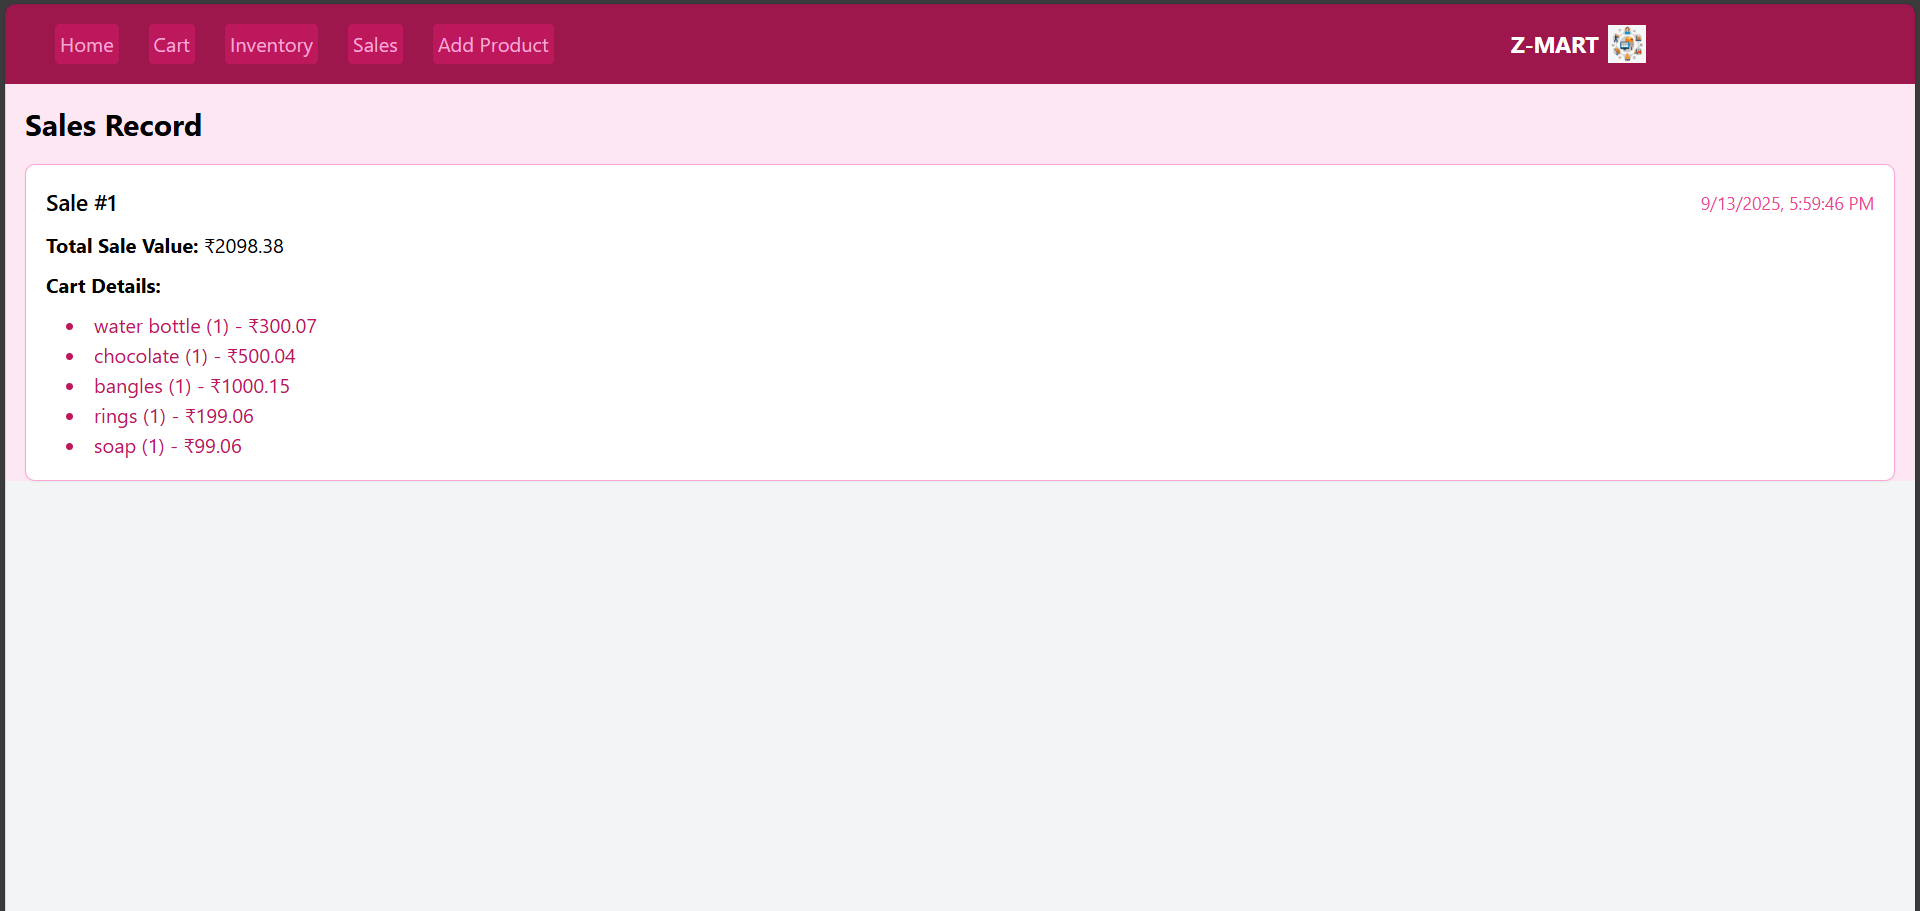 Home Cart Inventory Sales Add Product Z-MART
Sales Record
Sale #1 9/13/2025, 5:59:46 PM
Total Sale Value: ₹2098.38
Cart Details:
• water bottle (1) - ₹300.07
• chocolate (1) - ₹500.04
• bangles (1) - ₹1000.15
• rings (1) - ₹199.06
• soap (1) - ₹99.06